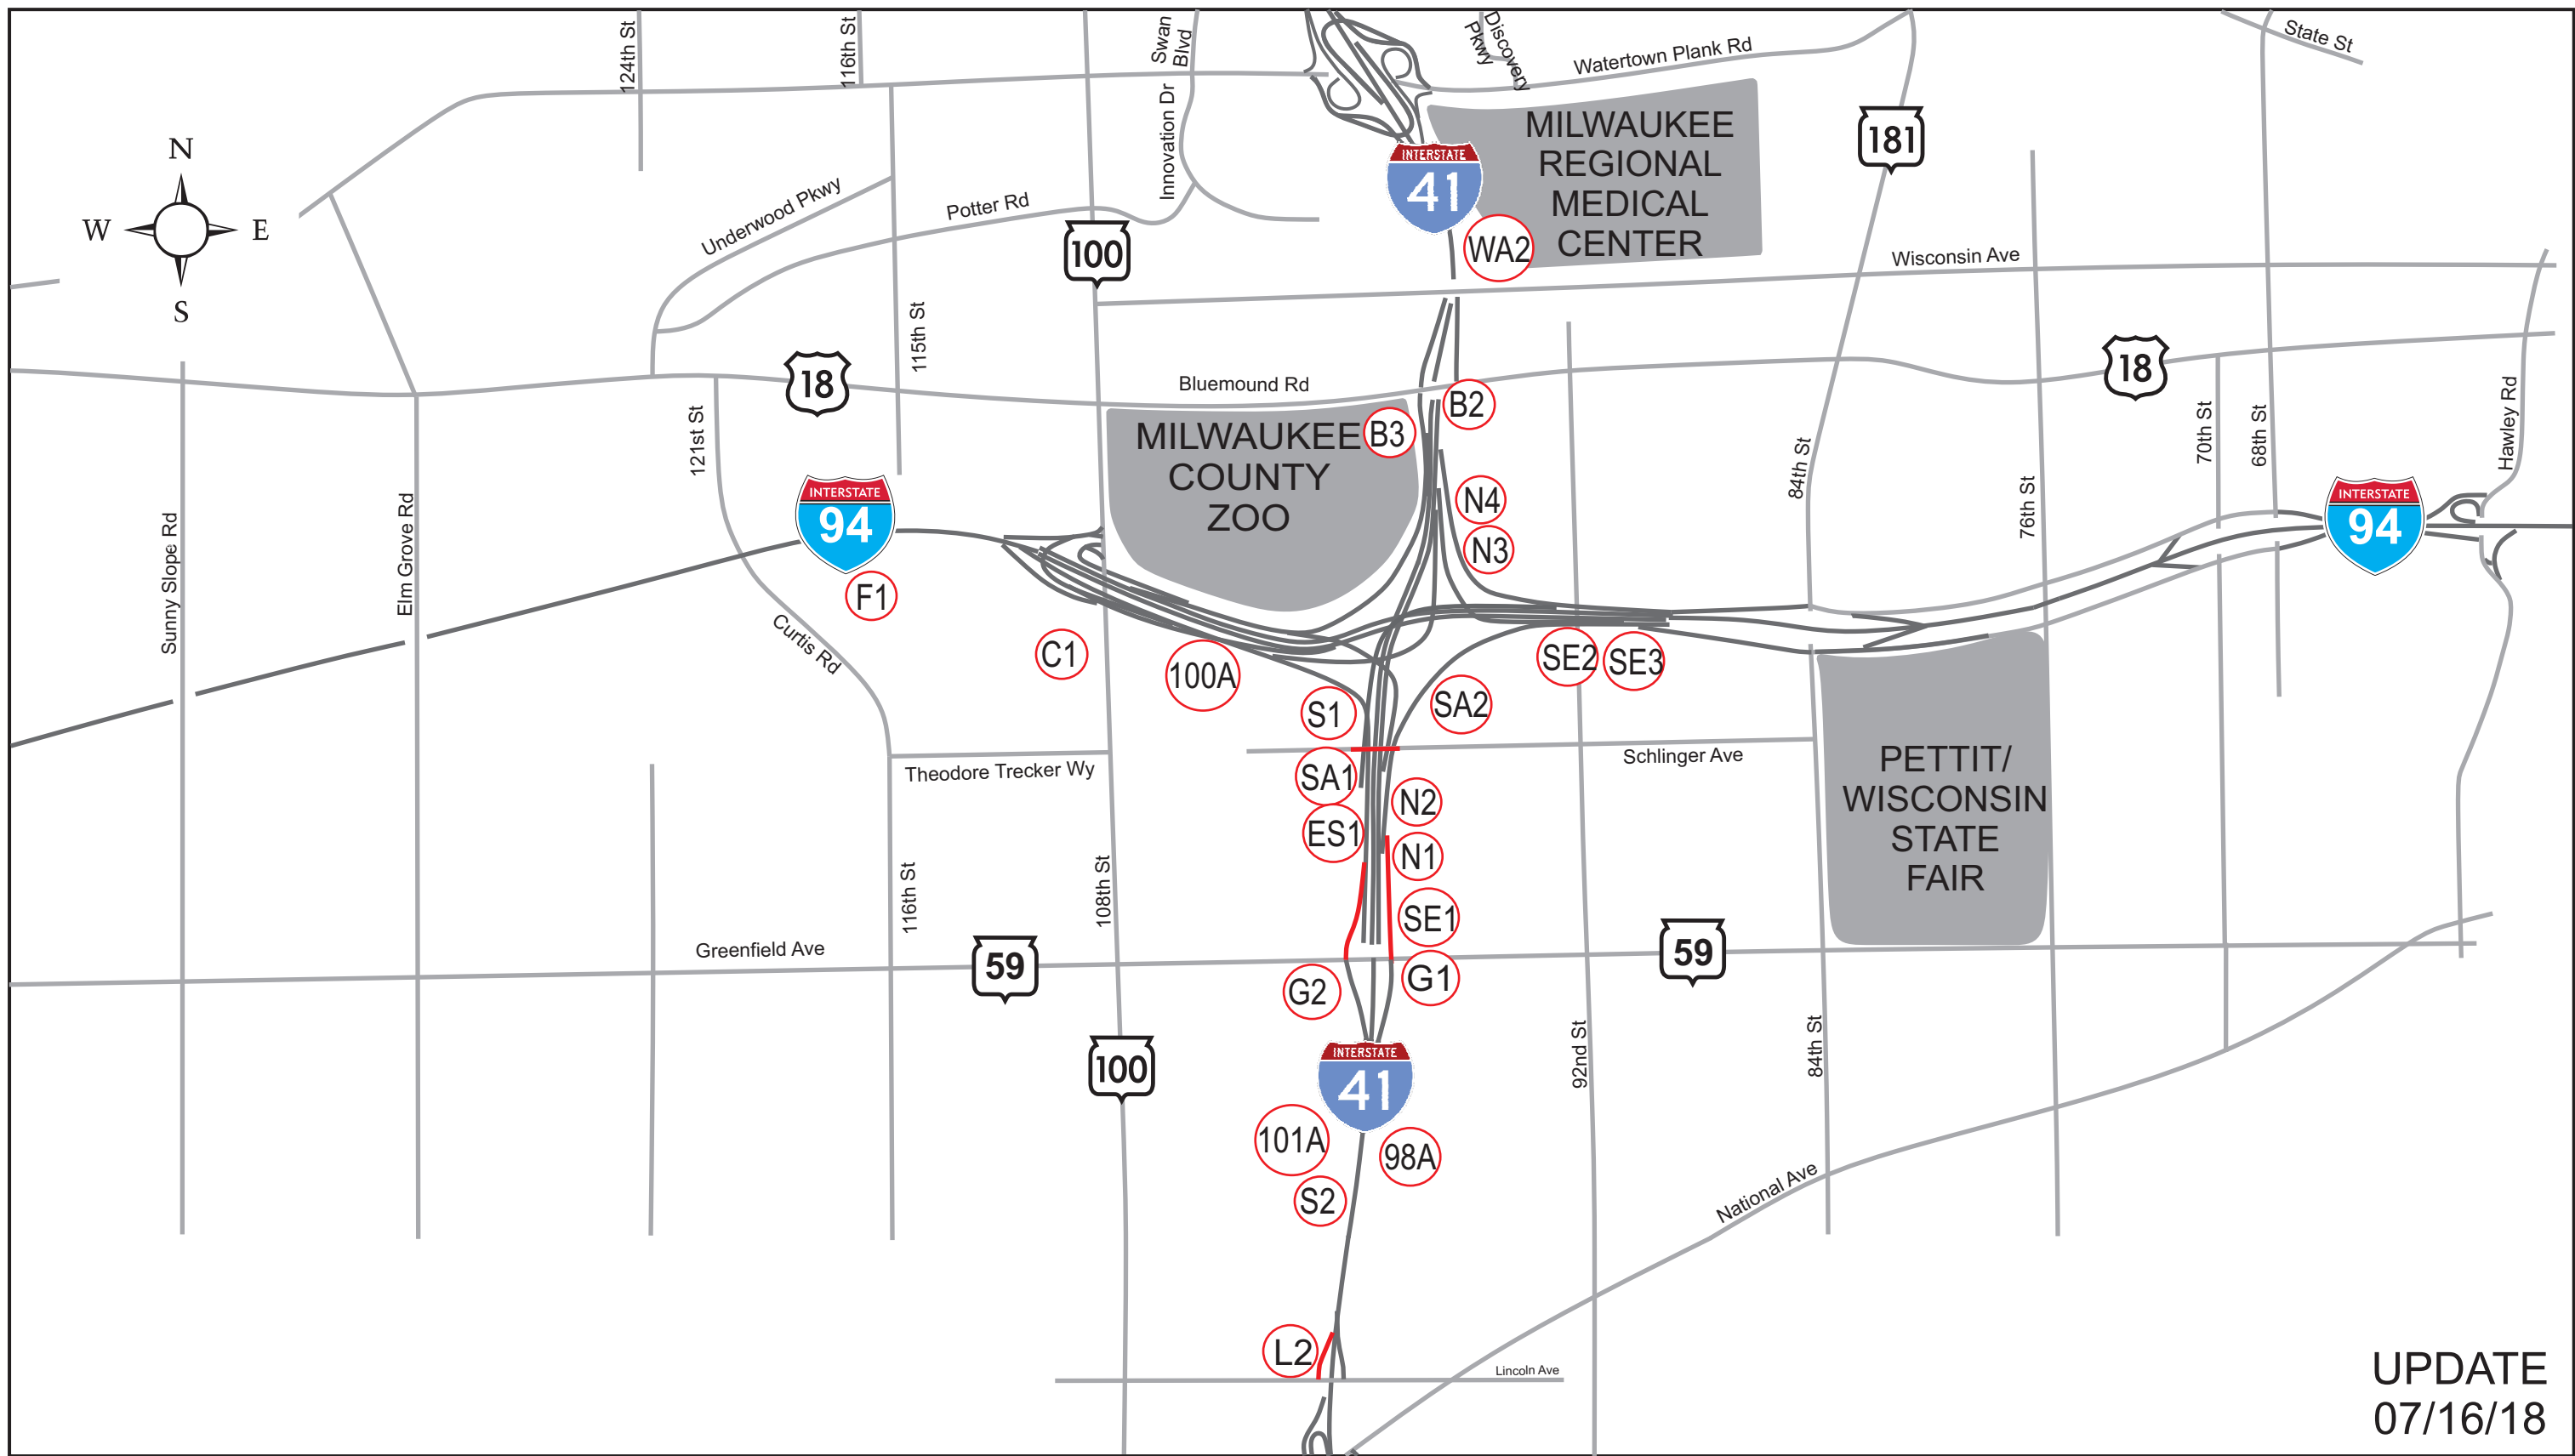 124th St
116th St
Swan
Blvd
Discovery
Pkwy
Watertown Plank Rd
State St
Innovation Dr
MILWAUKEE
REGIONAL
MEDICAL
CENTER
181
INTERSTATE
41
N
W
E
S
Underwood Pkwy
Potter Rd
100
WA2
Wisconsin Ave
115th St
18
Bluemound Rd
18
B2
B3
MILWAUKEE
COUNTY
ZOO
121st St
70th St
68th St
Hawley Rd
84th St
76th St
N4
N3
INTERSTATE
94
INTERSTATE
94
Sunny Slope Rd
Elm Grove Rd
F1
Curtis Rd
C1
100A
SE2
SE3
S1
SA2
Theodore Trecker Wy
Schlinger Ave
SA1
N2
ES1
N1
PETTIT/
WISCONSIN
STATE
FAIR
116th St
108th St
SE1
Greenfield Ave
59
59
G2
G1
100
INTERSTATE
41
92nd St
84th St
101A
98A
S2
National Ave
L2
Lincoln Ave
UPDATE
07/16/18